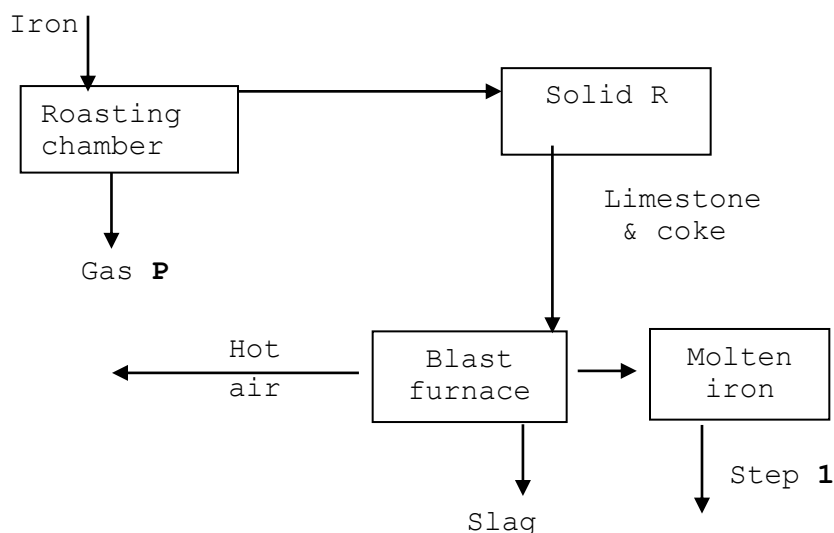 Iron
Roasting
chamber
Solid R
Limestone
& coke
Gas P
Hot
air
Blast
furnace
Molten
iron
Step 1
Slag